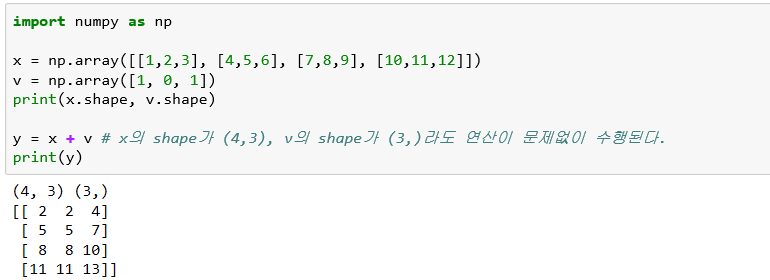 import numpy as np
x = np.array([[1,2,3], [4,5,6], [7,8,9], [10,11,12]])
v = np.array([1, 0, 1])
print(x.shape, v.shape)
y = x + v # x의 shape가 (4,3), v의 shape가 (3,)라도 연산이 문제없이 수행된다.
print(y)
(4, 3) (3,)
[[ 2  2  4]
 [ 5  5  7]
 [ 8  8 10]
 [11 11 13]]